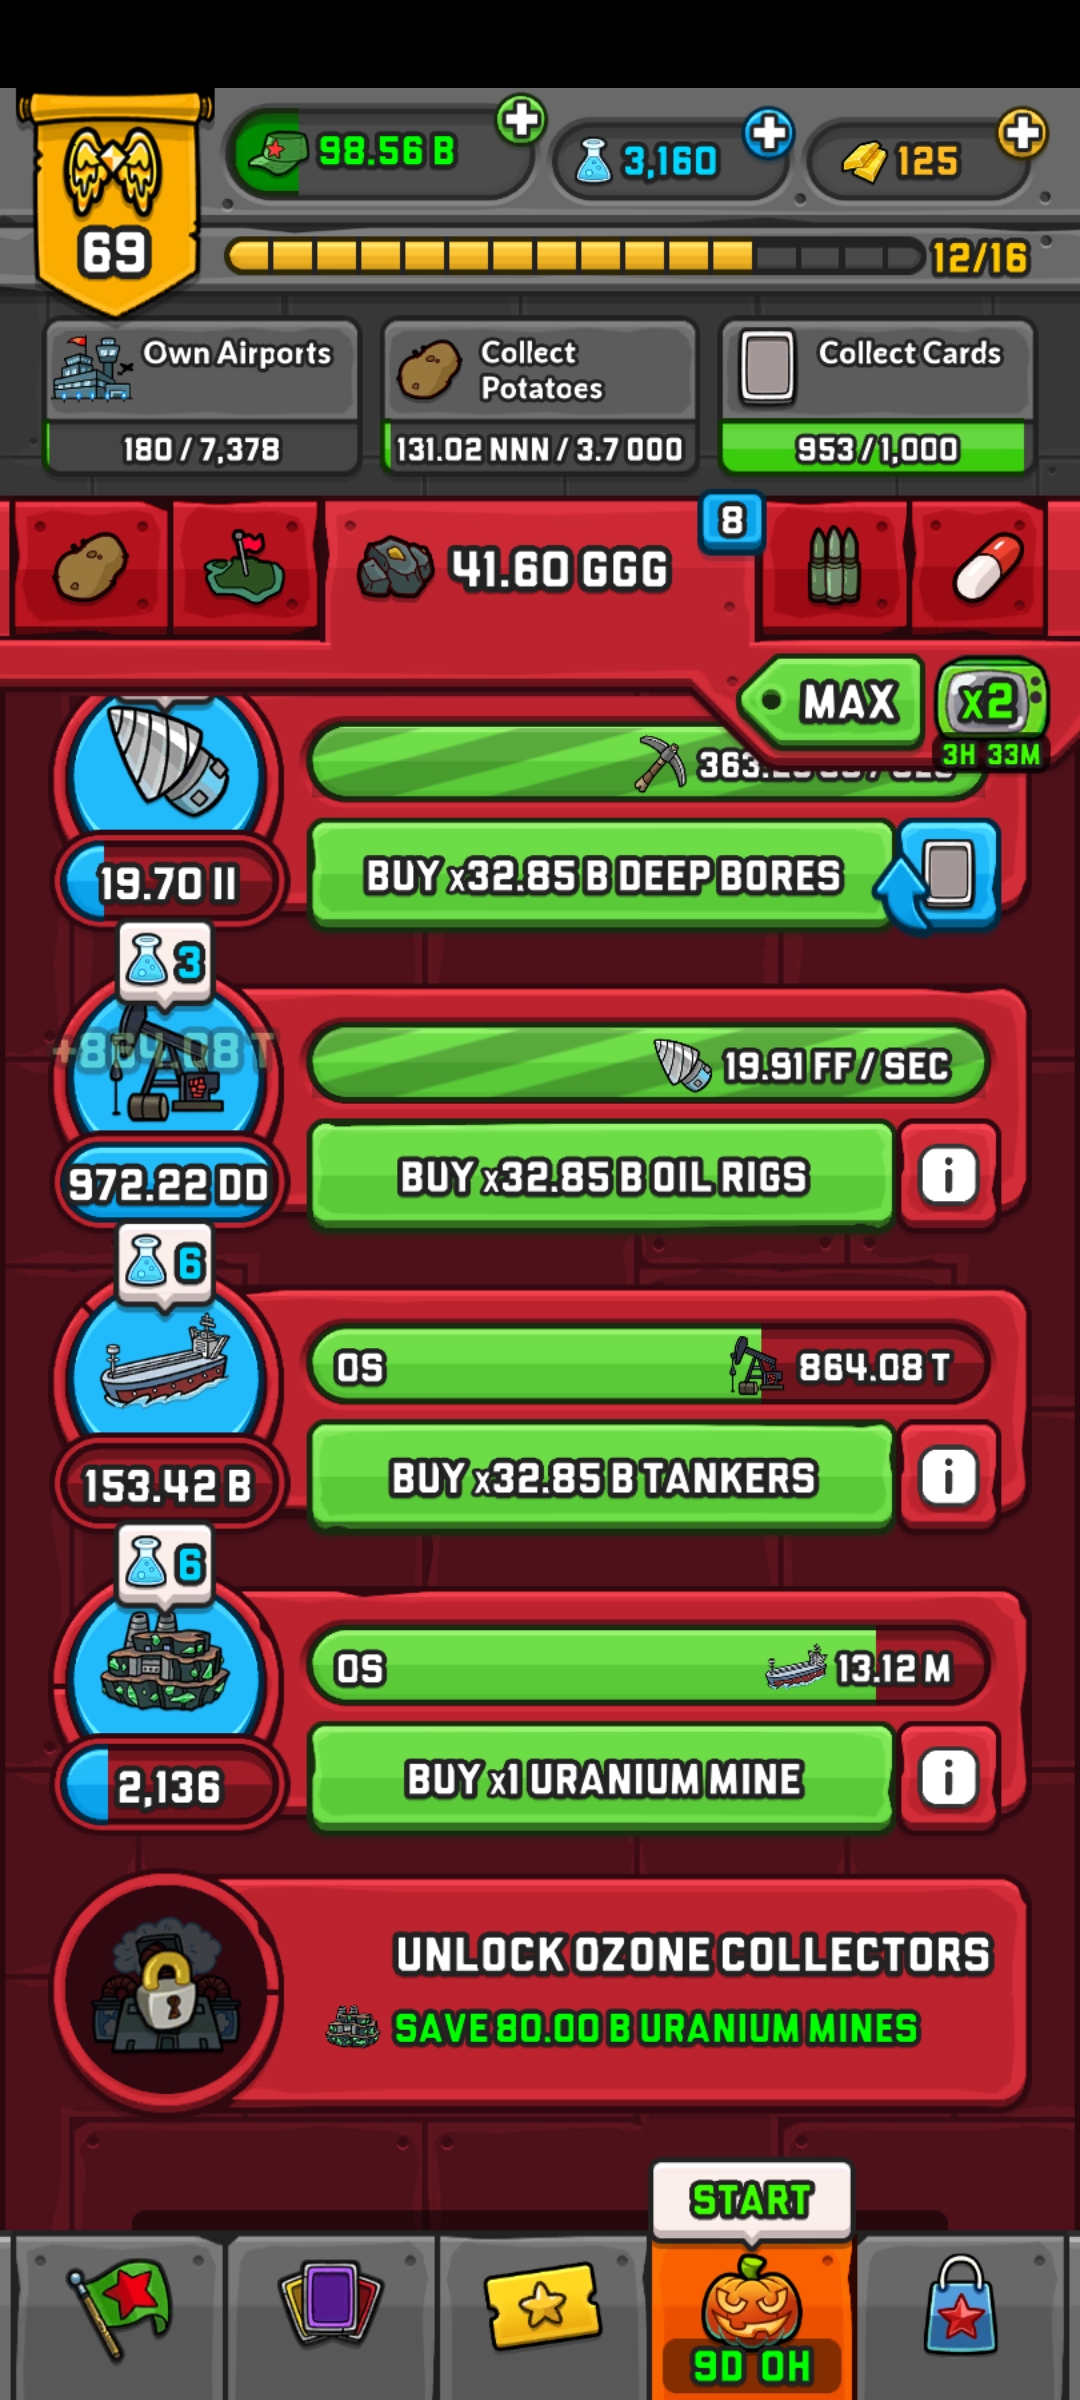 98.56 B
3,160
125
69
12/16
Own Airports
180 / 7,378
Collect
Potatoes
131.02 NNN / 3.7 OOO
Collect Cards
953 / 1,000
41.60 GGG
8
MAX
x2
3H 33M
19.70 II
BUY x32.85 B DEEP BORES
3
+864.08 T
19.91 FF / SEC
972.22 DD
BUY x32.85 B OIL RIGS
6
0S
864.08 T
153.42 B
BUY x32.85 B TANKERS
6
0S
13.12 M
2,136
BUY x1 URANIUM MINE
UNLOCK OZONE COLLECTORS
SAVE 80.00 B URANIUM MINES
START
9D 0H